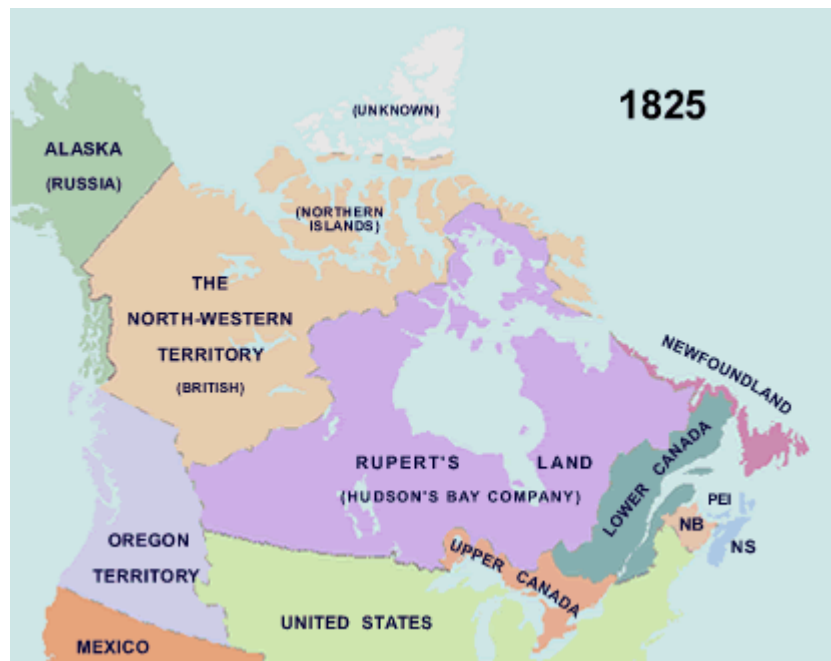 1825
(UNKNOWN)
ALASKA
(RUSSIA)
(NORTHERN
ISLANDS)
THE
NORTH-WESTERN
TERRITORY
(BRITISH)
NEWFOUNDLAND
RUPERT'S LAND
(HUDSON'S BAY COMPANY)
LOWER CANADA
PEI
NB
NS
OREGON
TERRITORY
UPPER CANADA
UNITED STATES
MEXICO